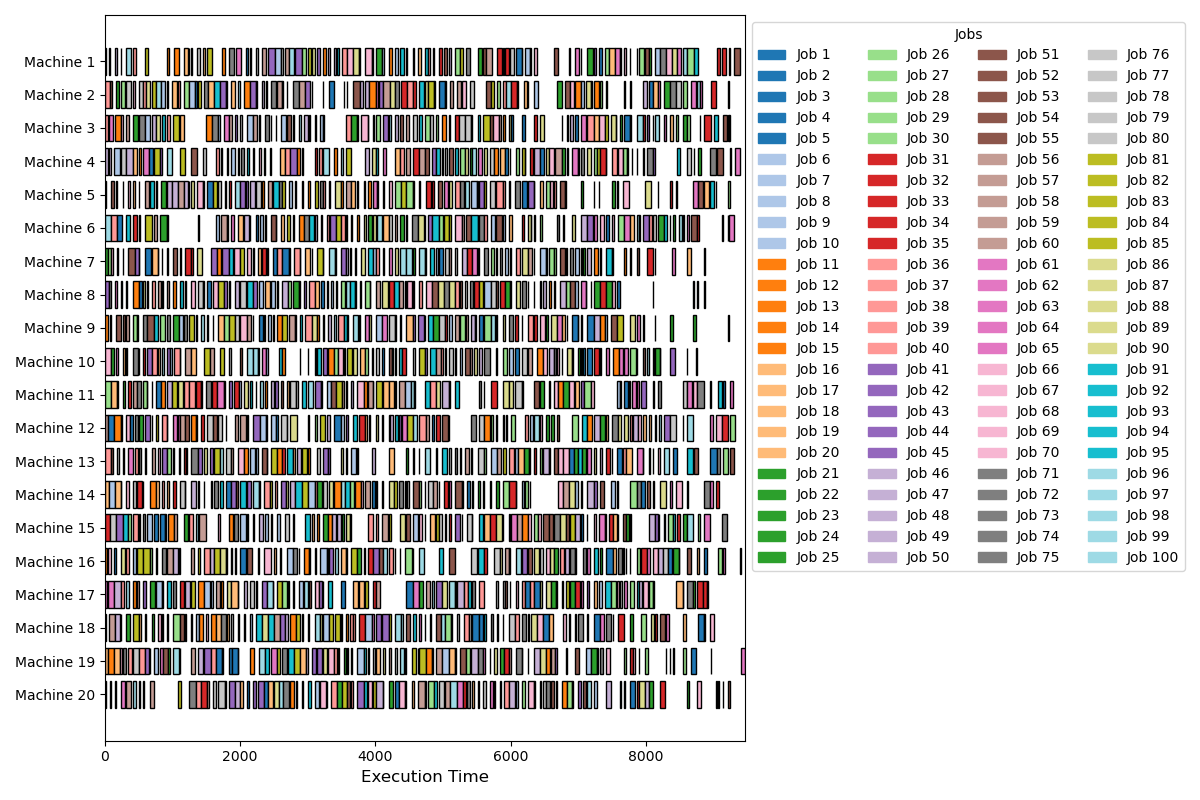 Machine 1
Machine 2
Machine 3
Machine 4
Machine 5
Machine 6
Machine 7
Machine 8
Machine 9
Machine 10
Machine 11
Machine 12
Machine 13
Machine 14
Machine 15
Machine 16
Machine 17
Machine 18
Machine 19
Machine 20
0 2000 4000 6000 8000
Execution Time
Jobs
Job 1 Job 26 Job 51 Job 76
Job 2 Job 27 Job 52 Job 77
Job 3 Job 28 Job 53 Job 78
Job 4 Job 29 Job 54 Job 79
Job 5 Job 30 Job 55 Job 80
Job 6 Job 31 Job 56 Job 81
Job 7 Job 32 Job 57 Job 82
Job 8 Job 33 Job 58 Job 83
Job 9 Job 34 Job 59 Job 84
Job 10 Job 35 Job 60 Job 85
Job 11 Job 36 Job 61 Job 86
Job 12 Job 37 Job 62 Job 87
Job 13 Job 38 Job 63 Job 88
Job 14 Job 39 Job 64 Job 89
Job 15 Job 40 Job 65 Job 90
Job 16 Job 41 Job 66 Job 91
Job 17 Job 42 Job 67 Job 92
Job 18 Job 43 Job 68 Job 93
Job 19 Job 44 Job 69 Job 94
Job 20 Job 45 Job 70 Job 95
Job 21 Job 46 Job 71 Job 96
Job 22 Job 47 Job 72 Job 97
Job 23 Job 48 Job 73 Job 98
Job 24 Job 49 Job 74 Job 99
Job 25 Job 50 Job 75 Job 100